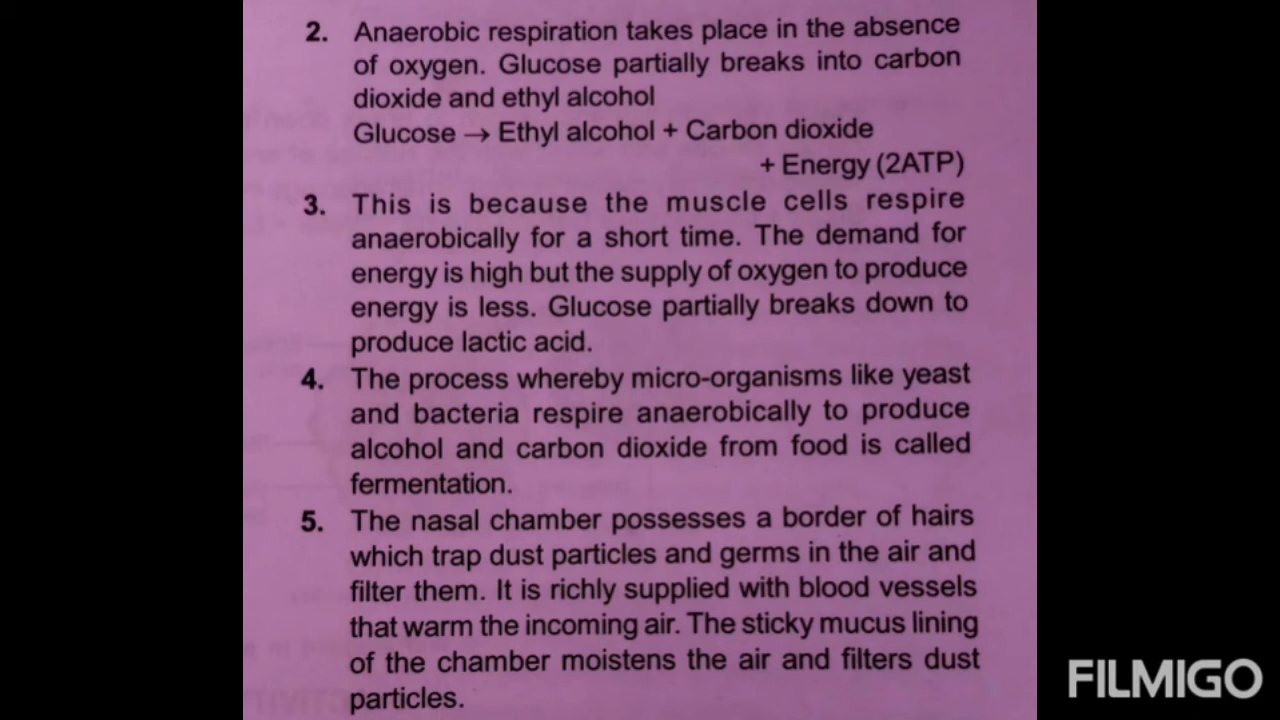 2. Anaerobic respiration takes place in the absence
of oxygen. Glucose partially breaks into carbon
dioxide and ethyl alcohol
Glucose → Ethyl alcohol + Carbon dioxide
+ Energy (2ATP)
3. This is because the muscle cells respire
anaerobically for a short time. The demand for
energy is high but the supply of oxygen to produce
energy is less. Glucose partially breaks down to
produce lactic acid.
4. The process whereby micro-organisms like yeast
and bacteria respire anaerobically to produce
alcohol and carbon dioxide from food is called
fermentation.
5. The nasal chamber possesses a border of hairs
which trap dust particles and germs in the air and
filter them. It is richly supplied with blood vessels
that warm the incoming air. The sticky mucus lining
of the chamber moistens the air and filters dust
particles.
FILMIGO